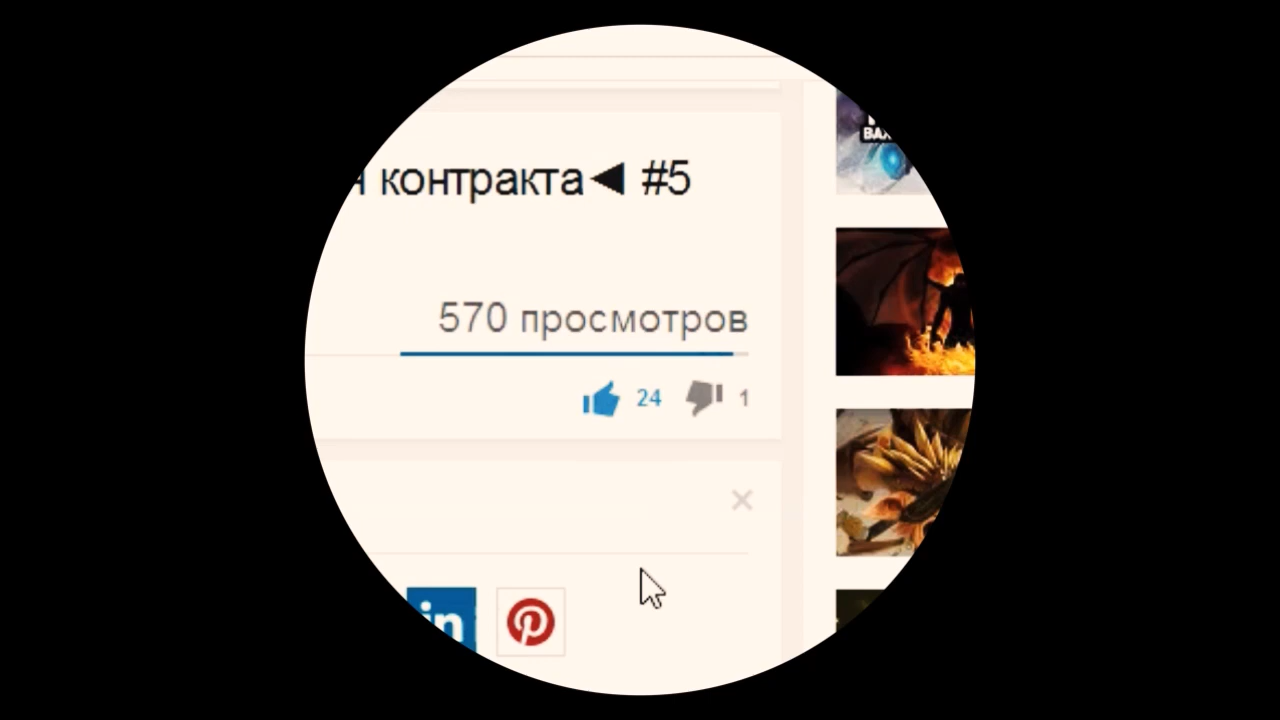 контракта◄ #5
570 просмотров
24 1
in